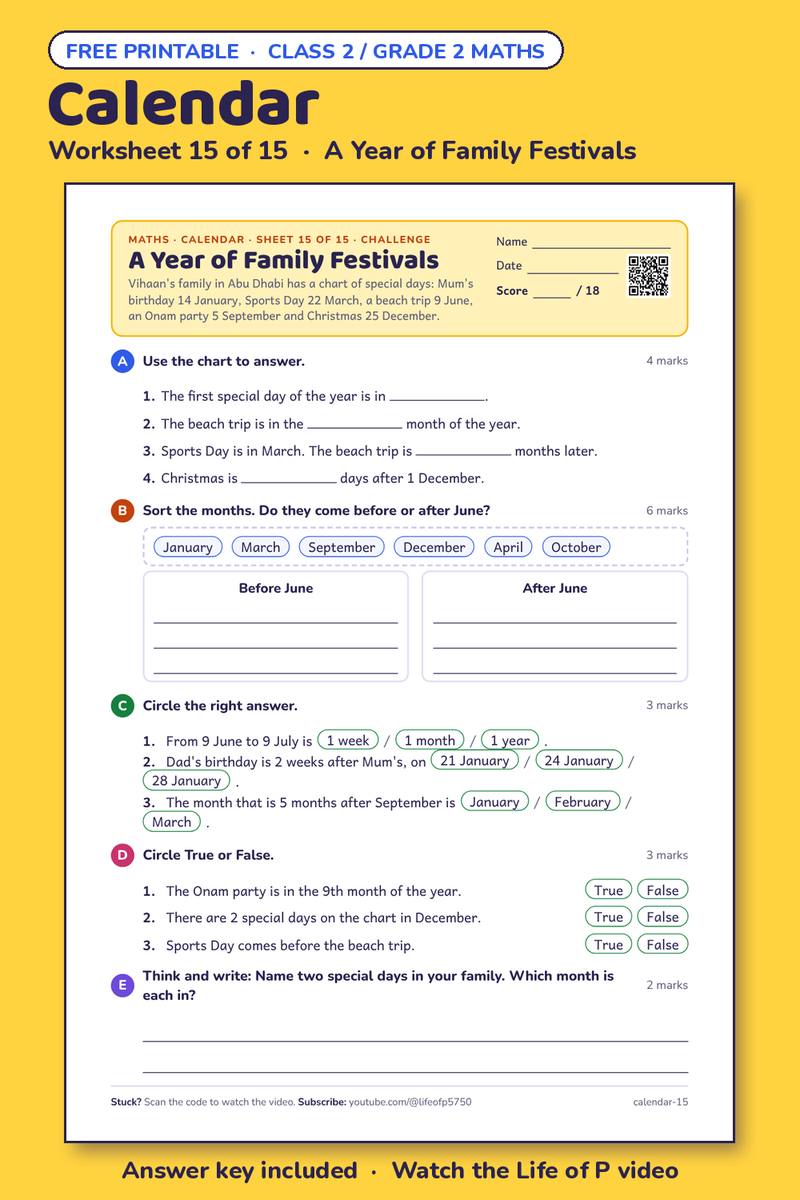 FREE PRINTABLE · CLASS 2 / GRADE 2 MATHS
Calendar
Worksheet 15 of 15 · A Year of Family Festivals
MATHS · CALENDAR · SHEET 15 OF 15 · CHALLENGE
A Year of Family Festivals
Vihaan's family in Abu Dhabi has a chart of special days: Mum's
birthday 14 January, Sports Day 22 March, a beach trip 9 June,
an Onam party 5 September and Christmas 25 December.
Name ____________
Date ____________
Score ______ / 18
A Use the chart to answer. 4 marks
1. The first special day of the year is in ____________.
2. The beach trip is in the ____________ month of the year.
3. Sports Day is in March. The beach trip is ____________ months later.
4. Christmas is ____________ days after 1 December.
B Sort the months. Do they come before or after June? 6 marks
January March September December April October
Before June After June
C Circle the right answer. 3 marks
1. From 9 June to 9 July is 1 week / 1 month / 1 year .
2. Dad's birthday is 2 weeks after Mum's, on 21 January / 24 January /
28 January .
3. The month that is 5 months after September is January / February /
March .
D Circle True or False. 3 marks
1. The Onam party is in the 9th month of the year. True False
2. There are 2 special days on the chart in December. True False
3. Sports Day comes before the beach trip. True False
E Think and write: Name two special days in your family. Which month is
each in? 2 marks
Stuck? Scan the code to watch the video. Subscribe: youtube.com/@lifeofp5750 calendar-15
Answer key included · Watch the Life of P video